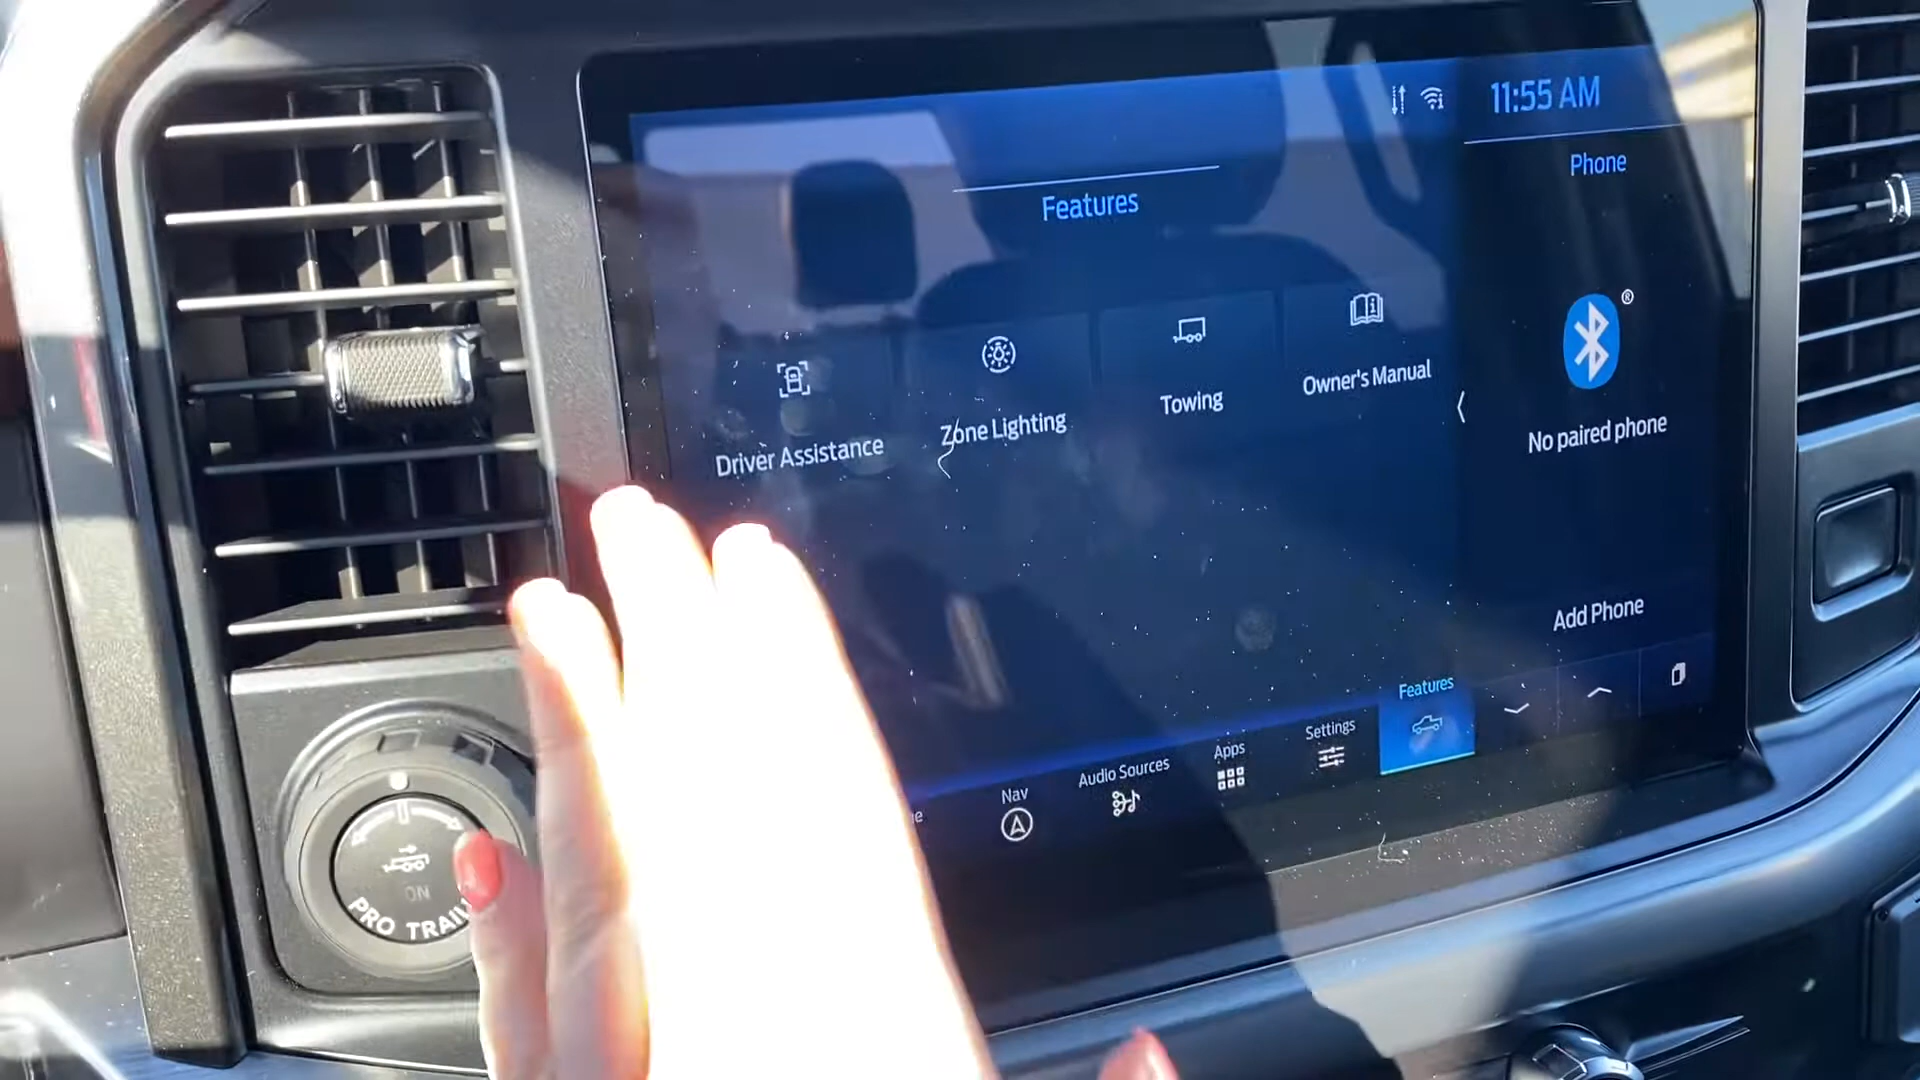 11:55 AM
Phone
Features
®
Driver Assistance
Zone Lighting
Towing
Owner's Manual
No paired phone
Add Phone
Nav
Audio Sources
Apps
Settings
Features
ON
PRO TRAIL